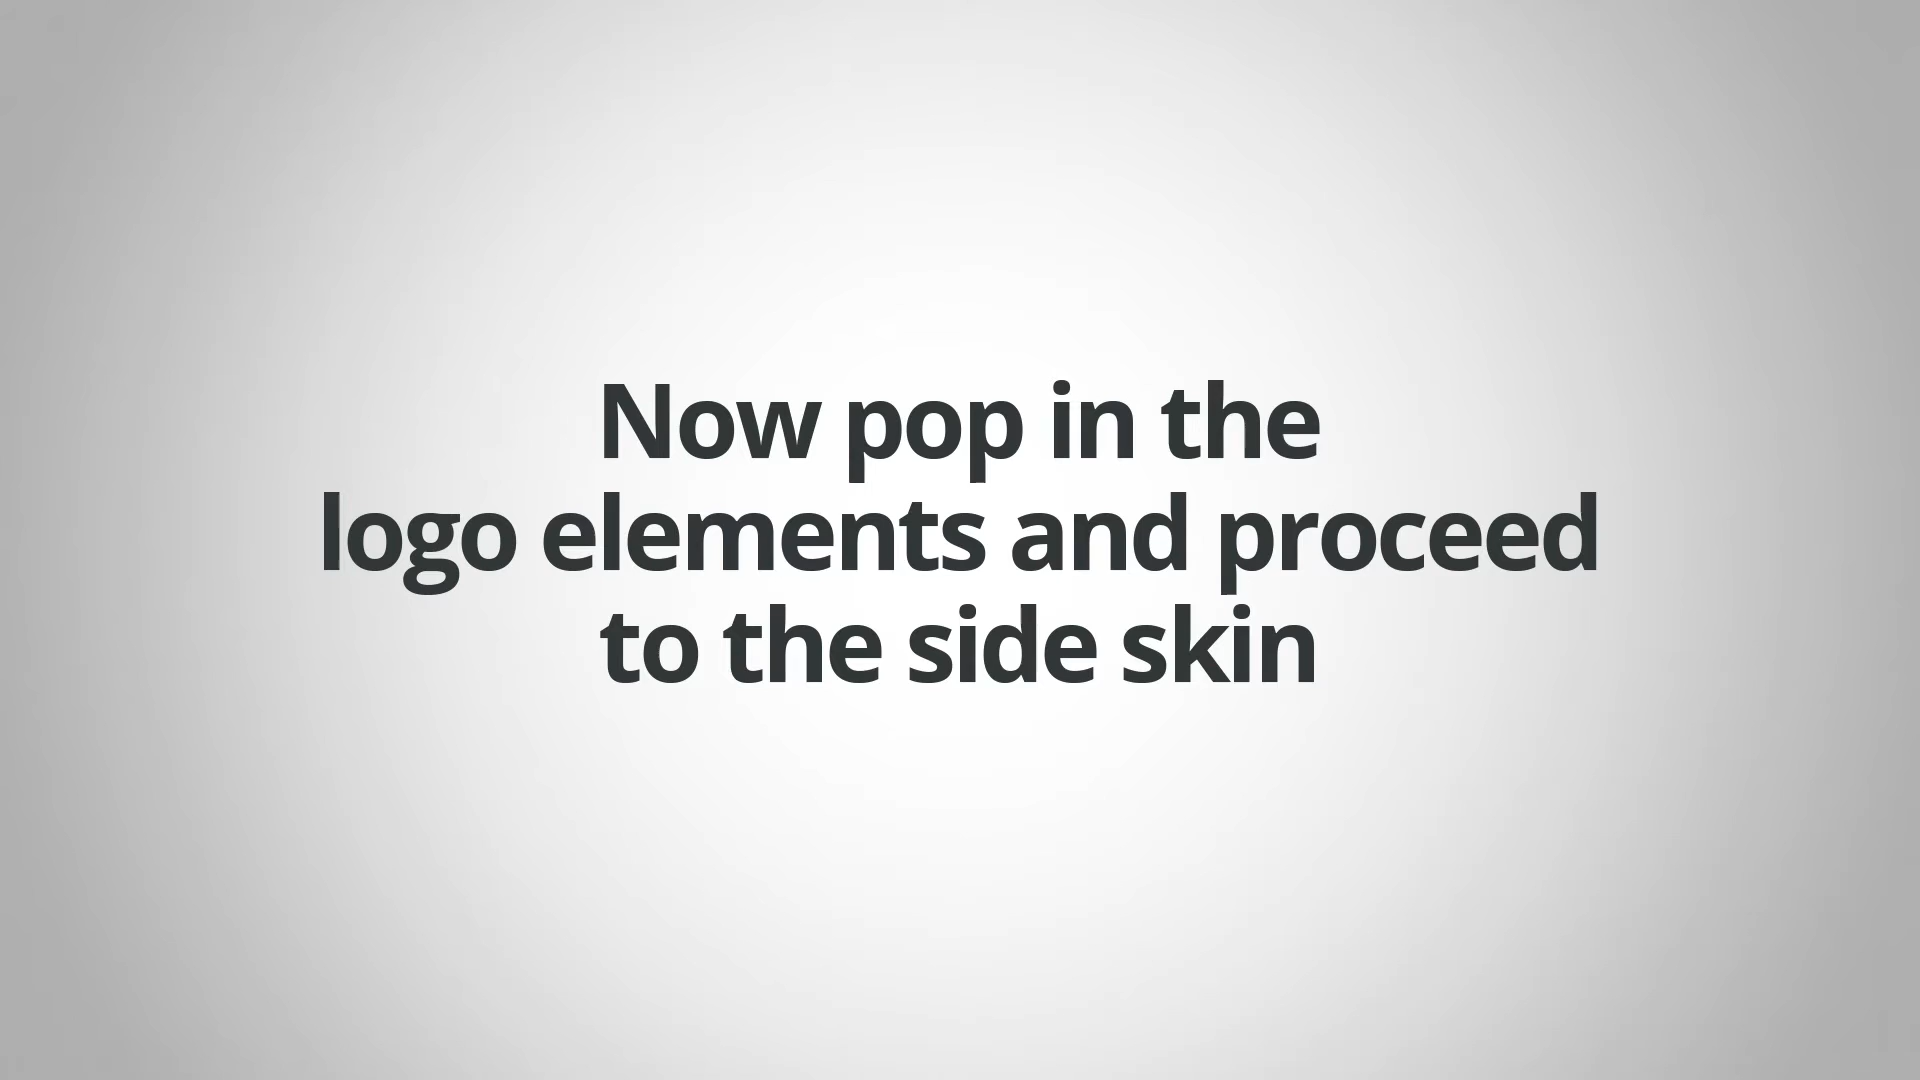 Now pop in the
logo elements and proceed
to the side skin